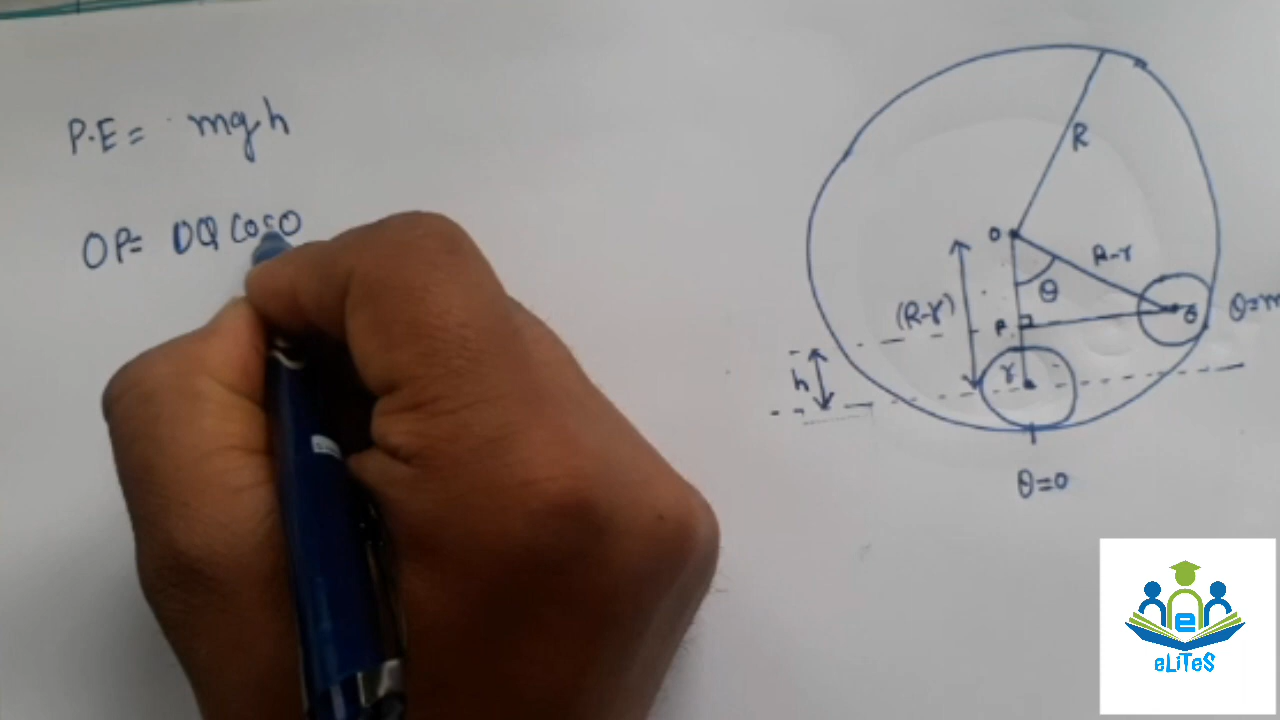 P.E = mgh
OP = OQ Cosθ
R
O
R-r
θ
(R-r)
P
Q
θ=m
h
r
θ=0
e
eLiTeS